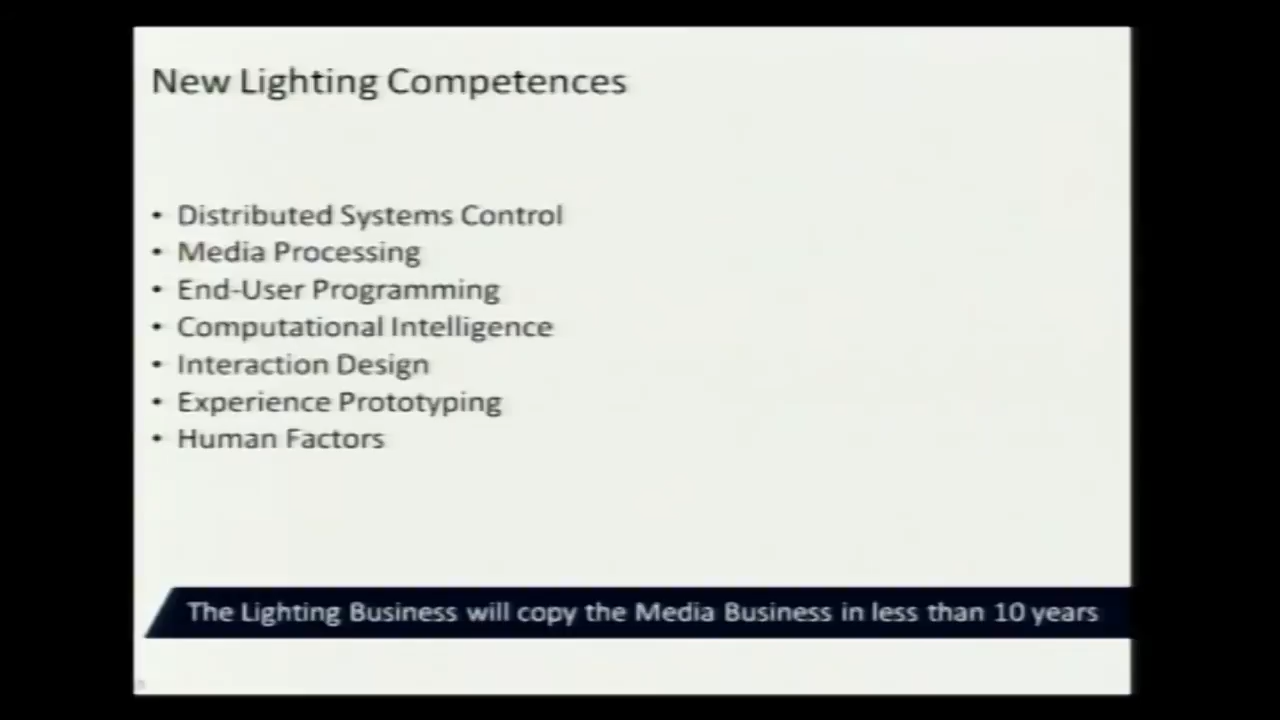 New Lighting Competences
• Distributed Systems Control
• Media Processing
• End-User Programming
• Computational Intelligence
• Interaction Design
• Experience Prototyping
• Human Factors
The Lighting Business will copy the Media Business in less than 10 years